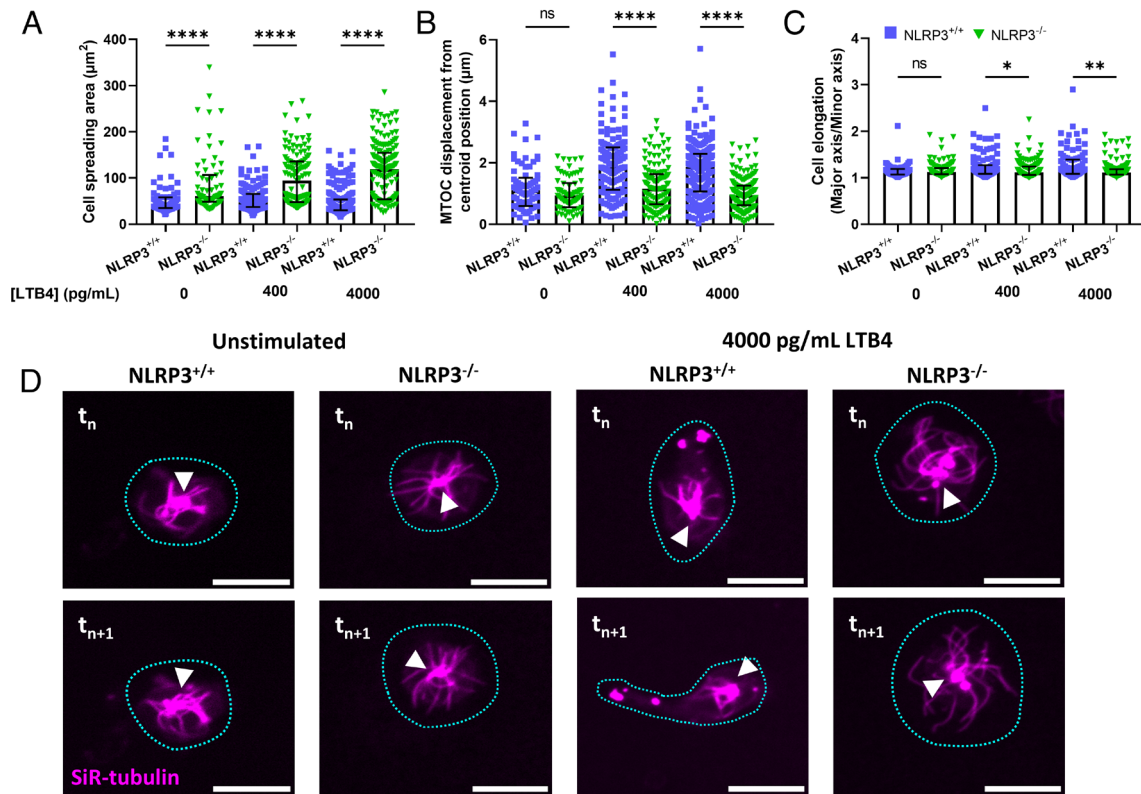 A
Cell spreading area (µm²)
400
300
200
100
0
**** **** ****
NLRP3+/+ NLRP3-/- NLRP3+/+ NLRP3-/- NLRP3+/+ NLRP3-/-
[LTB4] (pg/mL) 0 400 4000
B
MTOC displacement from
centroid position (µm)
6
4
2
0
ns **** ****
NLRP3+/+ NLRP3-/- NLRP3+/+ NLRP3-/- NLRP3+/+ NLRP3-/-
0 400 4000
C
NLRP3+/+ NLRP3-/-
Cell elongation
(Major axis/Minor axis)
4
3
2
1
0
ns * **
NLRP3+/+ NLRP3-/- NLRP3+/+ NLRP3-/- NLRP3+/+ NLRP3-/-
0 400 4000
Unstimulated 4000 pg/mL LTB4
D
NLRP3+/+ NLRP3-/- NLRP3+/+ NLRP3-/-
tn tn tn tn
tn+1 tn+1 tn+1 tn+1
SiR-tubulin